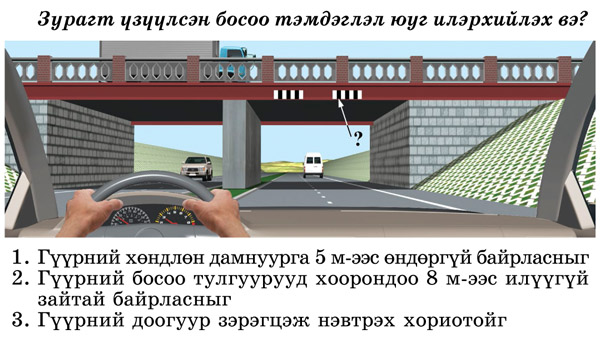 Зурагт үзүүлсэн босоо тэмдэглэл юуг илэрхийлэх вэ?
?
1. Гүүрний хөндлөн дамнуурга 5 м-ээс өндөргүй байрласныг
2. Гүүрний босоо тулгуурууд хоорондоо 8 м-ээс илүүгүй
зайтай байрласныг
3. Гүүрний доогуур зэрэгцэж нэвтрэх хориотойг